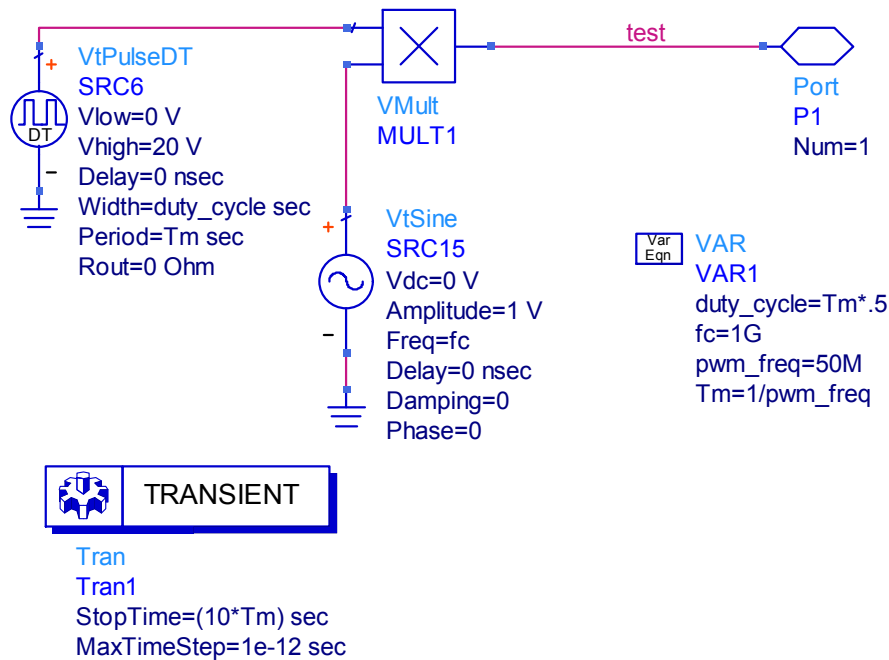 test
VtPulseDT
SRC6
Vlow=0 V
Vhigh=20 V
Delay=0 nsec
Width=duty_cycle sec
Period=Tm sec
Rout=0 Ohm
DT
+
−
VMult
MULT1
Port
P1
Num=1
VtSine
SRC15
Vdc=0 V
Amplitude=1 V
Freq=fc
Delay=0 nsec
Damping=0
Phase=0
+
−
Var
Eqn
VAR
VAR1
duty_cycle=Tm*.5
fc=1G
pwm_freq=50M
Tm=1/pwm_freq
TRANSIENT
Tran
Tran1
StopTime=(10*Tm) sec
MaxTimeStep=1e-12 sec